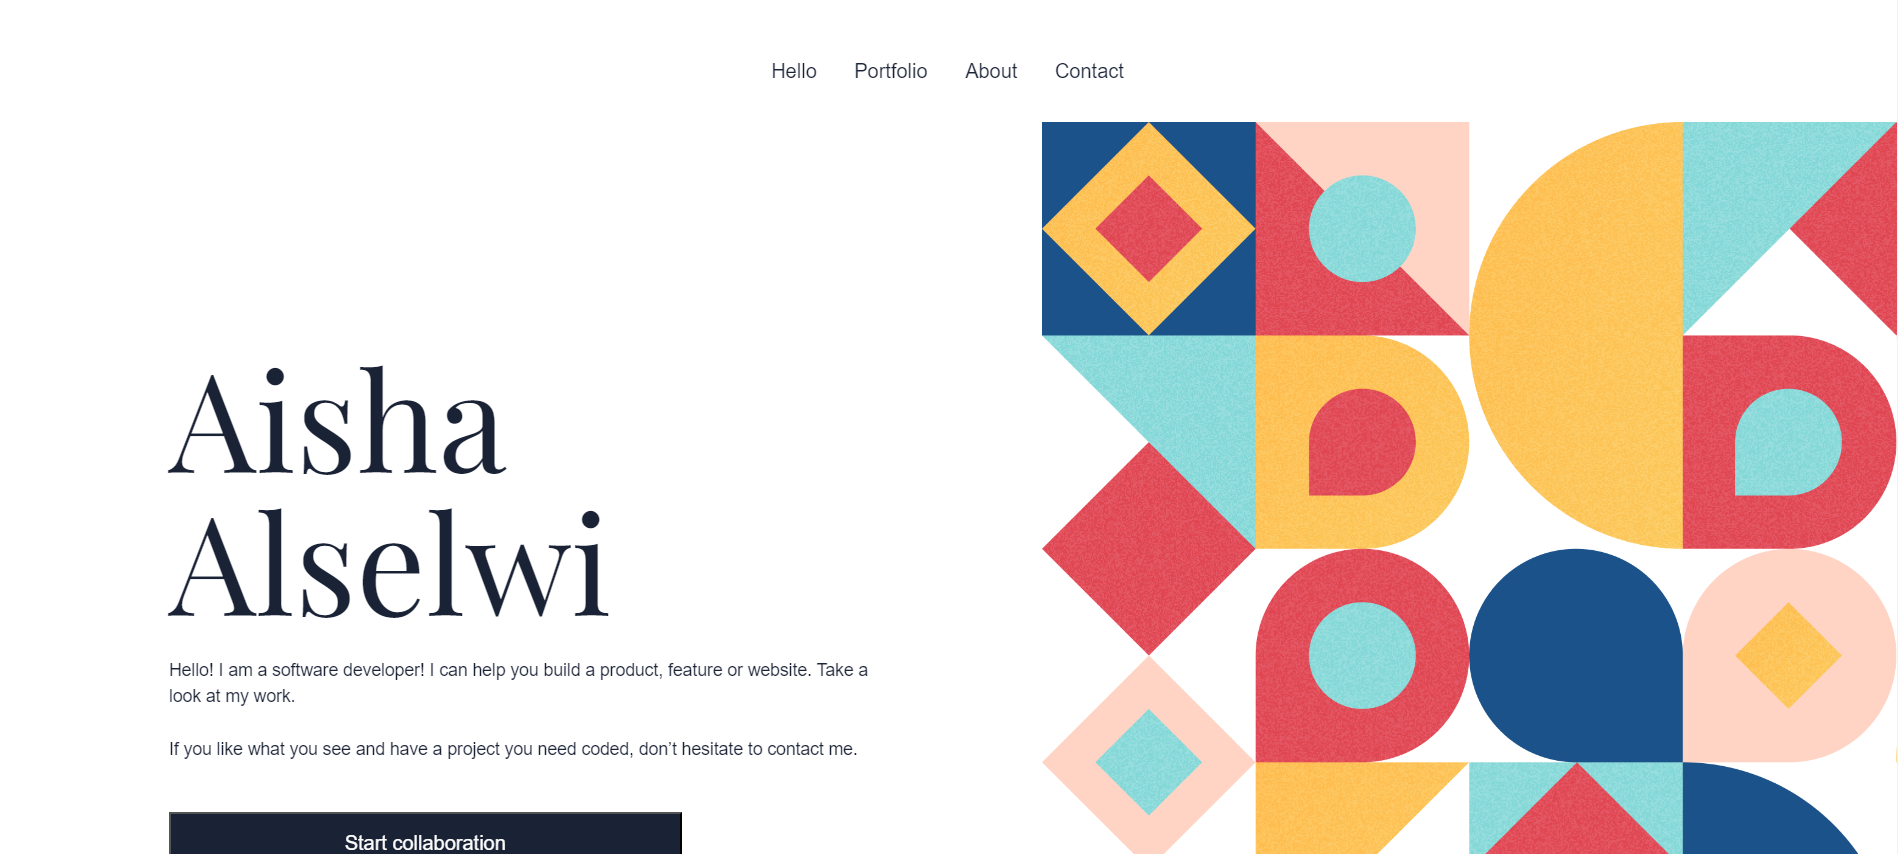 Hello Portfolio About Contact
Aisha
Alselwi
Hello! I am a software developer! I can help you build a product, feature or website. Take a
look at my work.
If you like what you see and have a project you need coded, don’t hesitate to contact me.
Start collaboration